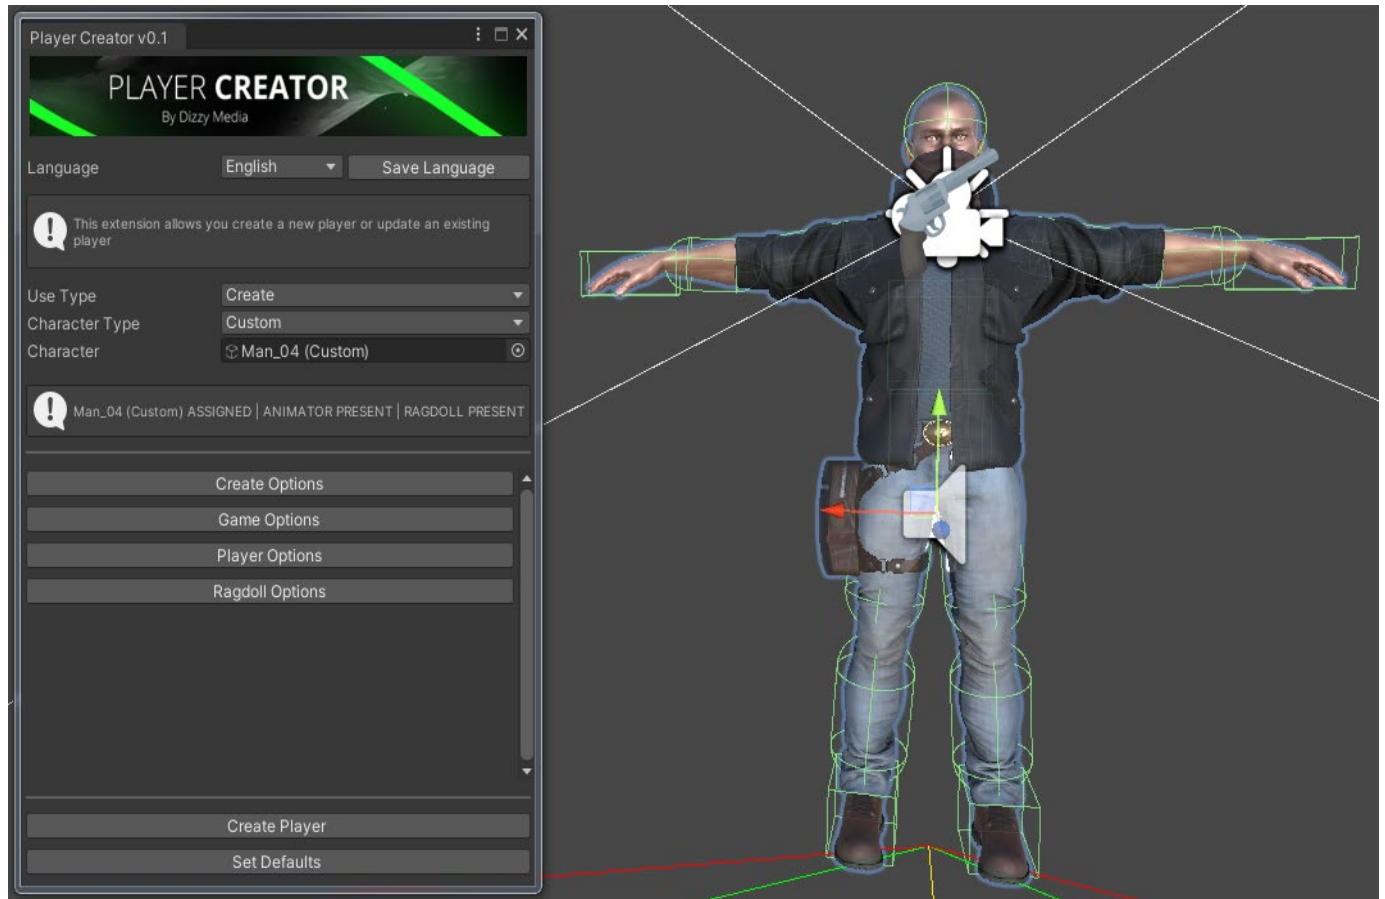 Player Creator v0.1
PLAYER CREATOR
By Dizzy Media
Language
English
Save Language
This extension allows you create a new player or update an existing
player
Use Type
Create
Character Type
Custom
Character
Man_04 (Custom)
Man_04 (Custom) ASSIGNED | ANIMATOR PRESENT | RAGDOLL PRESENT
Create Options
Game Options
Player Options
Ragdoll Options
Create Player
Set Defaults